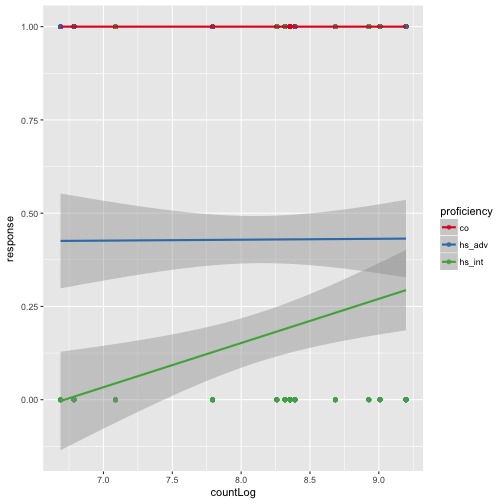 1.00
0.75
0.50
0.25
0.00
response
7.0 7.5 8.0 8.5 9.0
countLog
proficiency
co
hs_adv
hs_int